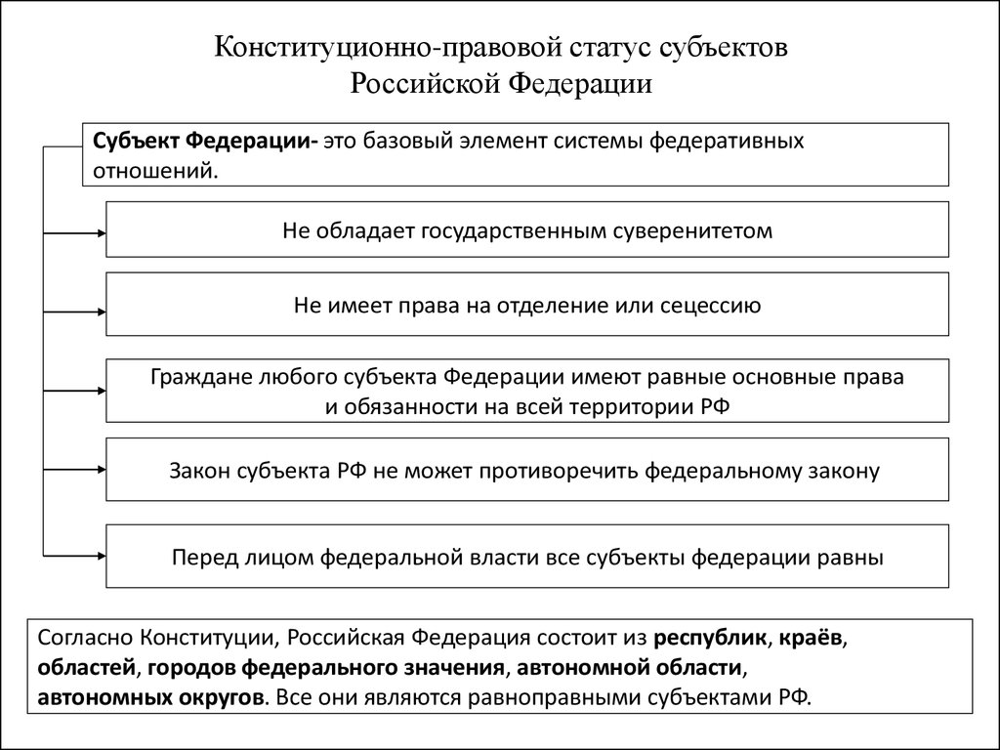 Конституционно-правовой статус субъектов
Российской Федерации
Субъект Федерации- это базовый элемент системы федеративных
отношений.
Не обладает государственным суверенитетом
Не имеет права на отделение или сецессию
Граждане любого субъекта Федерации имеют равные основные права
и обязанности на всей территории РФ
Закон субъекта РФ не может противоречить федеральному закону
Перед лицом федеральной власти все субъекты федерации равны
Согласно Конституции, Российская Федерация состоит из республик, краёв,
областей, городов федерального значения, автономной области,
автономных округов. Все они являются равноправными субъектами РФ.